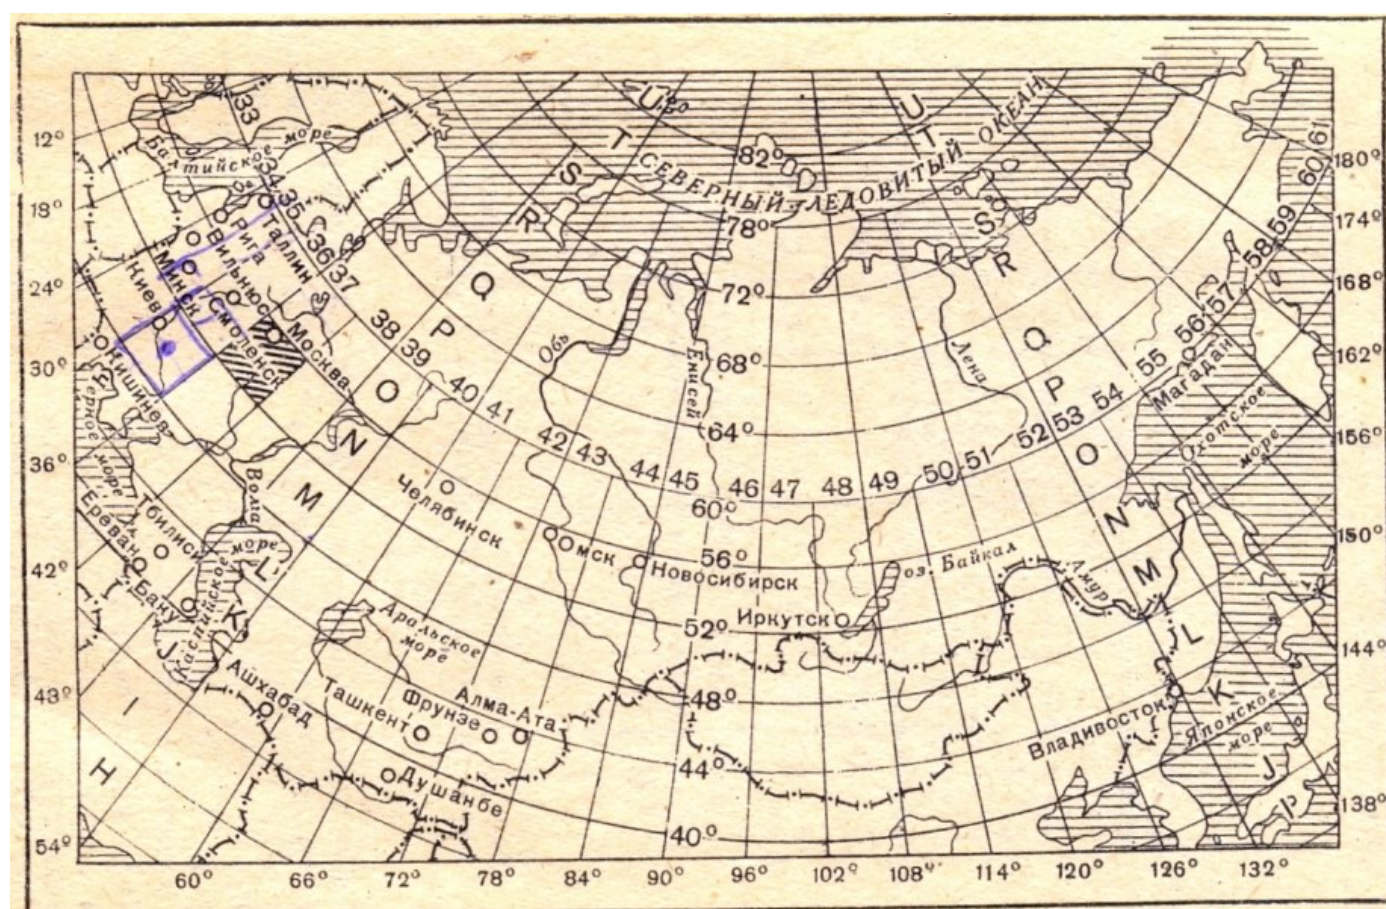 U U
33
Балтийское море
12° 82° 61 180°
T СЕВЕРНЫЙ ЛЕДОВИТЫЙ ОКЕАН T
34 35 36 37
S S
60
18° R 78° 174°
Таллин
Рига
Вильнюс
Минск
Киев
Смоленск
Москва
59
58
57
56
55
24° Q 72° R 168°
38 39 40 41 42 43 44 45 46 47 48 49 50 51 52 53 54
P Обь Енисей 68° Лена Q 162°
30° Кишинев
Черное море
O 64° P Магадан
Охотское море
156°
36° N 60° O
Волга M Челябинск N 150°
Тбилиси
Ереван
Баку
Каспийское море
Омск 56° Новосибирск оз. Байкал Амур M
42° L Иркутск
K Аральское море 52° L 144°
J Ашхабад Ташкент Фрунзе Алма-Ата 48° K
43° I Владивосток Японское море
H Душанбе 44° J
J 40° I 138°
54°
60° 66° 72° 78° 84° 90° 96° 102° 108° 114° 120° 126° 132°